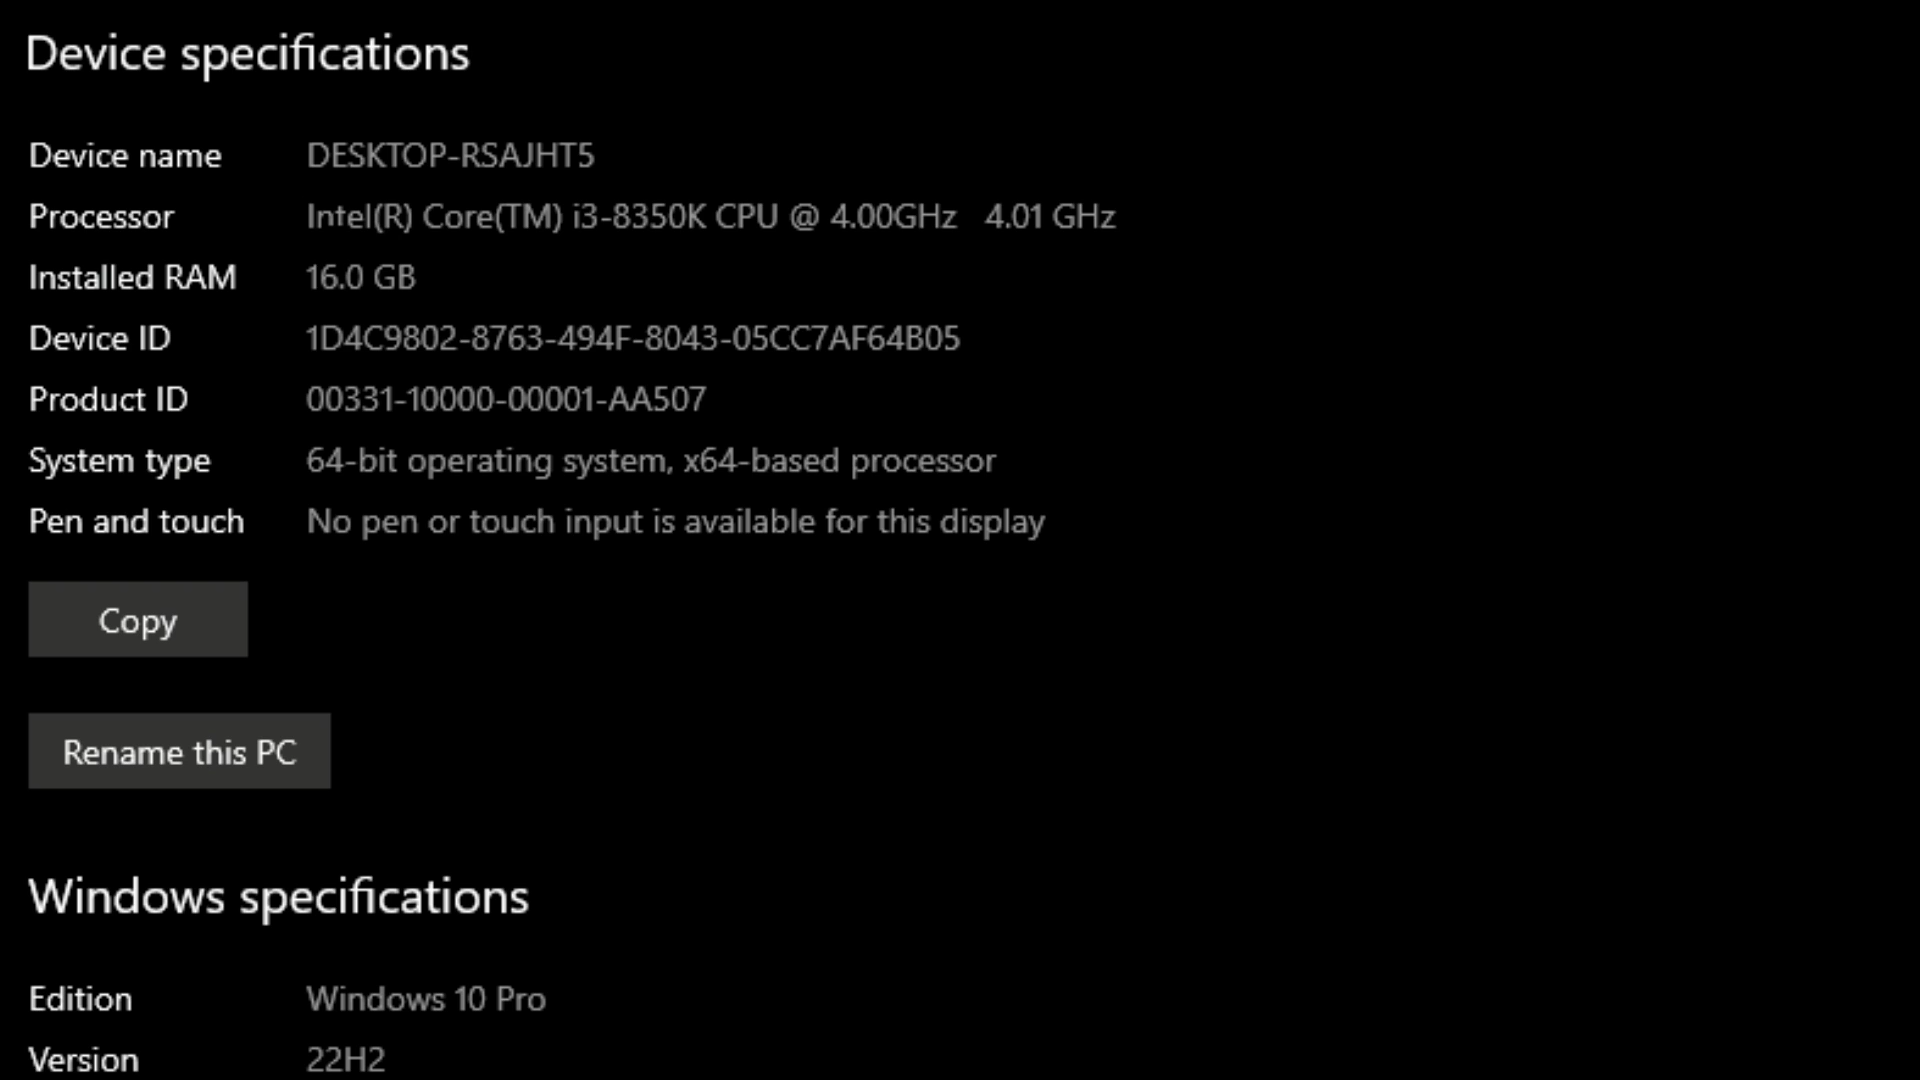 Device specifications
Device name DESKTOP-RSAJHT5
Processor Intel(R) Core(TM) i3-8350K CPU @ 4.00GHz 4.01 GHz
Installed RAM 16.0 GB
Device ID 1D4C9802-8763-494F-8043-05CC7AF64B05
Product ID 00331-10000-00001-AA507
System type 64-bit operating system, x64-based processor
Pen and touch No pen or touch input is available for this display
Copy
Rename this PC
Windows specifications
Edition Windows 10 Pro
Version 22H2